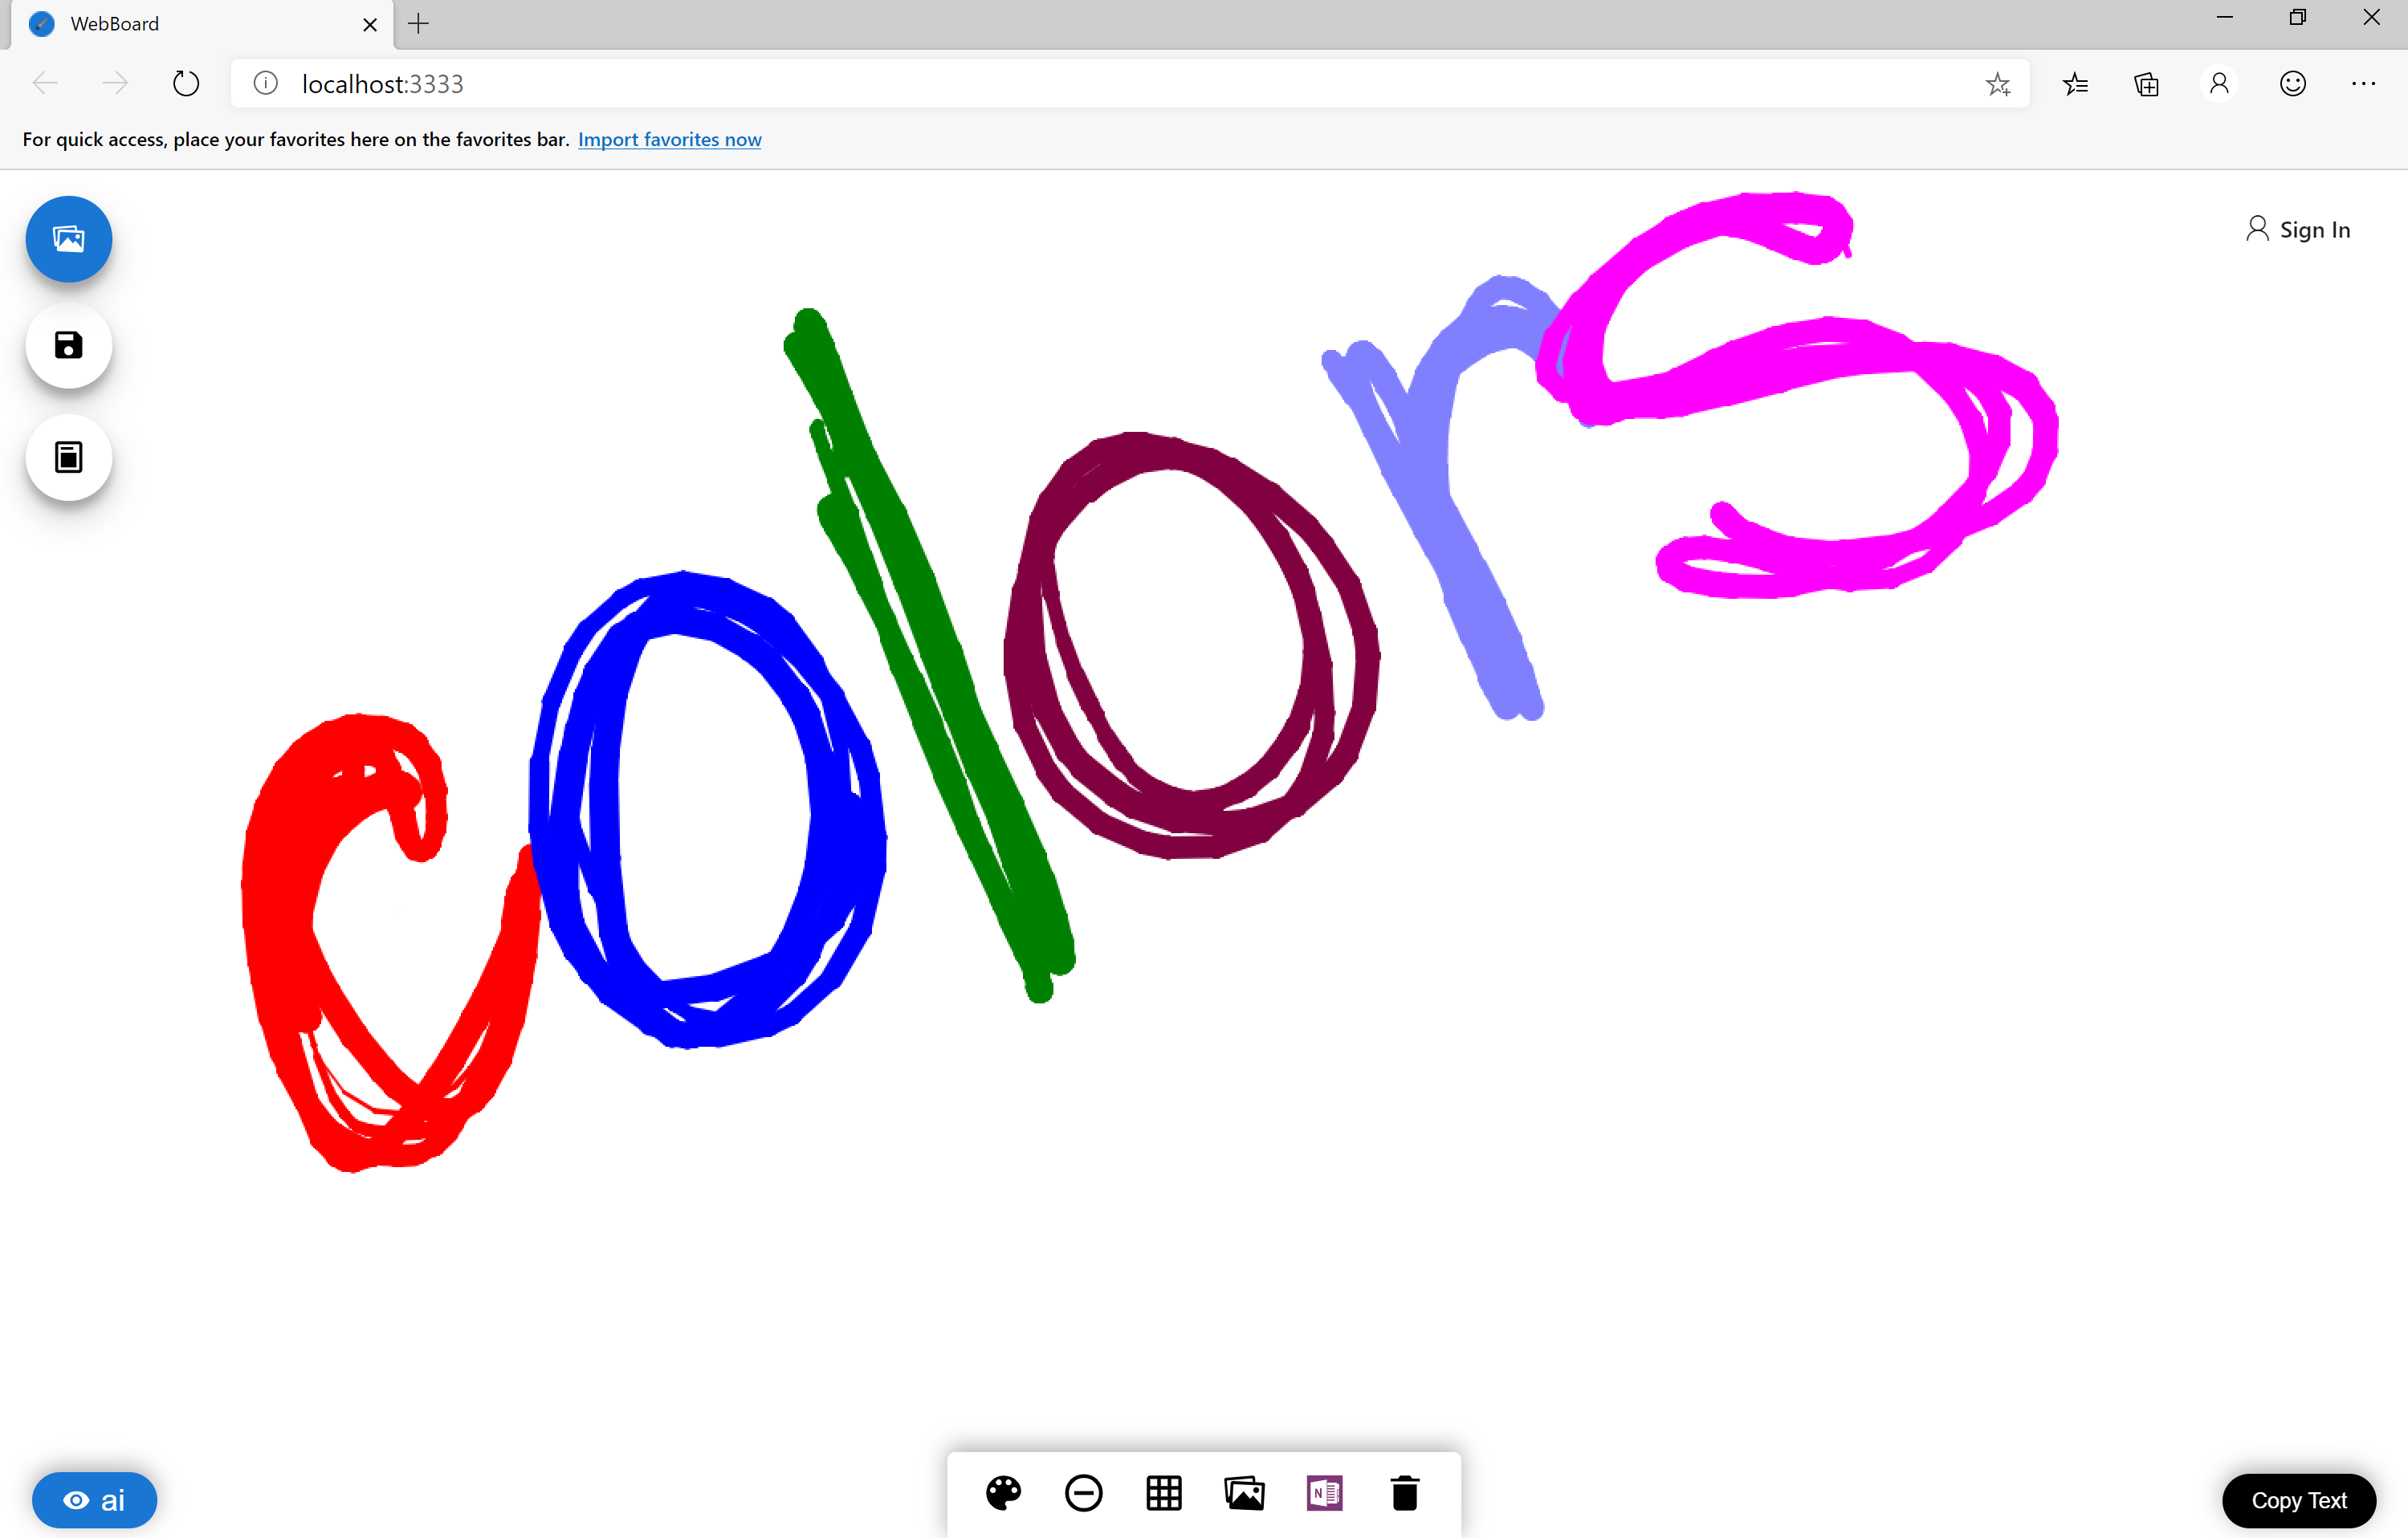 WebBoard
localhost:3333
For quick access, place your favorites here on the favorites bar. Import favorites now
Sign In
colors
N
ai
Copy Text